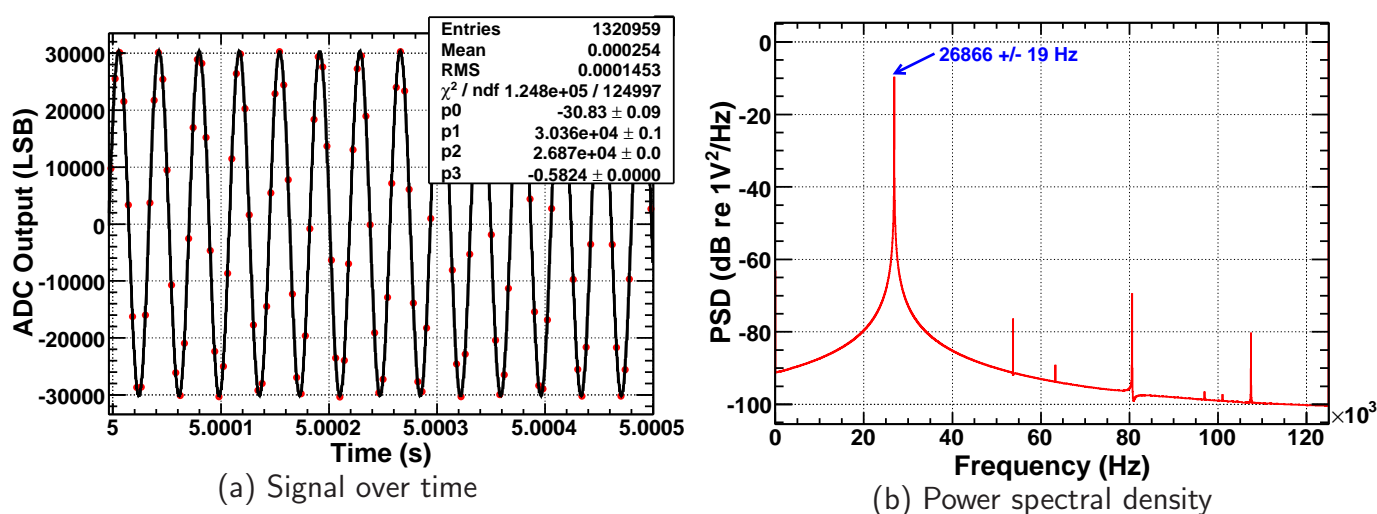 Entries 1320959
Mean 0.000254
RMS 0.0001453
χ² / ndf 1.248e+05 / 124997
p0 -30.83 ± 0.09
p1 3.036e+04 ± 0.1
p2 2.687e+04 ± 0.0
p3 -0.5824 ± 0.0000
ADC Output (LSB)
30000
20000
10000
0
-10000
-20000
-30000
5 5.0001 5.0002 5.0003 5.0004 5.0005
Time (s)
(a) Signal over time
PSD (dB re 1V²/Hz)
0
-20
-40
-60
-80
-100
26866 +/- 19 Hz
0 20 40 60 80 100 120 ×10³
Frequency (Hz)
(b) Power spectral density